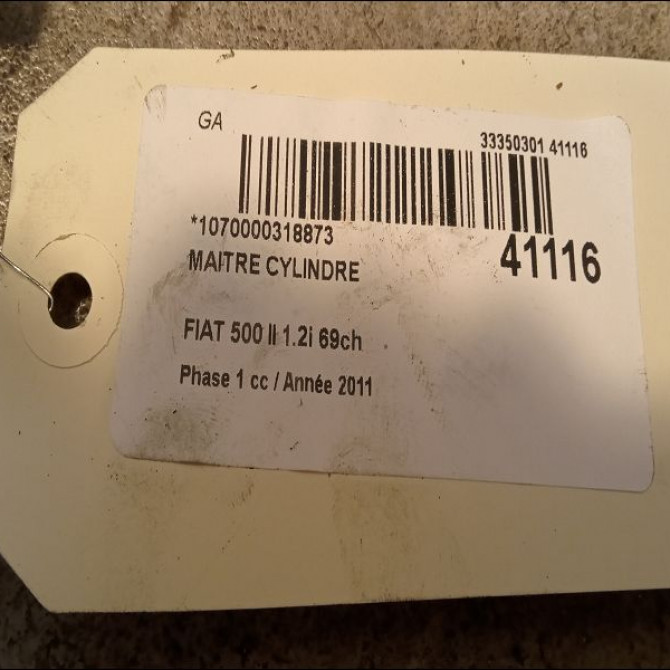 GA
33350301 41116
*1070000318873
41116
MAITRE CYLINDRE
FIAT 500 II 1.2i 69ch
Phase 1 cc / Année 2011